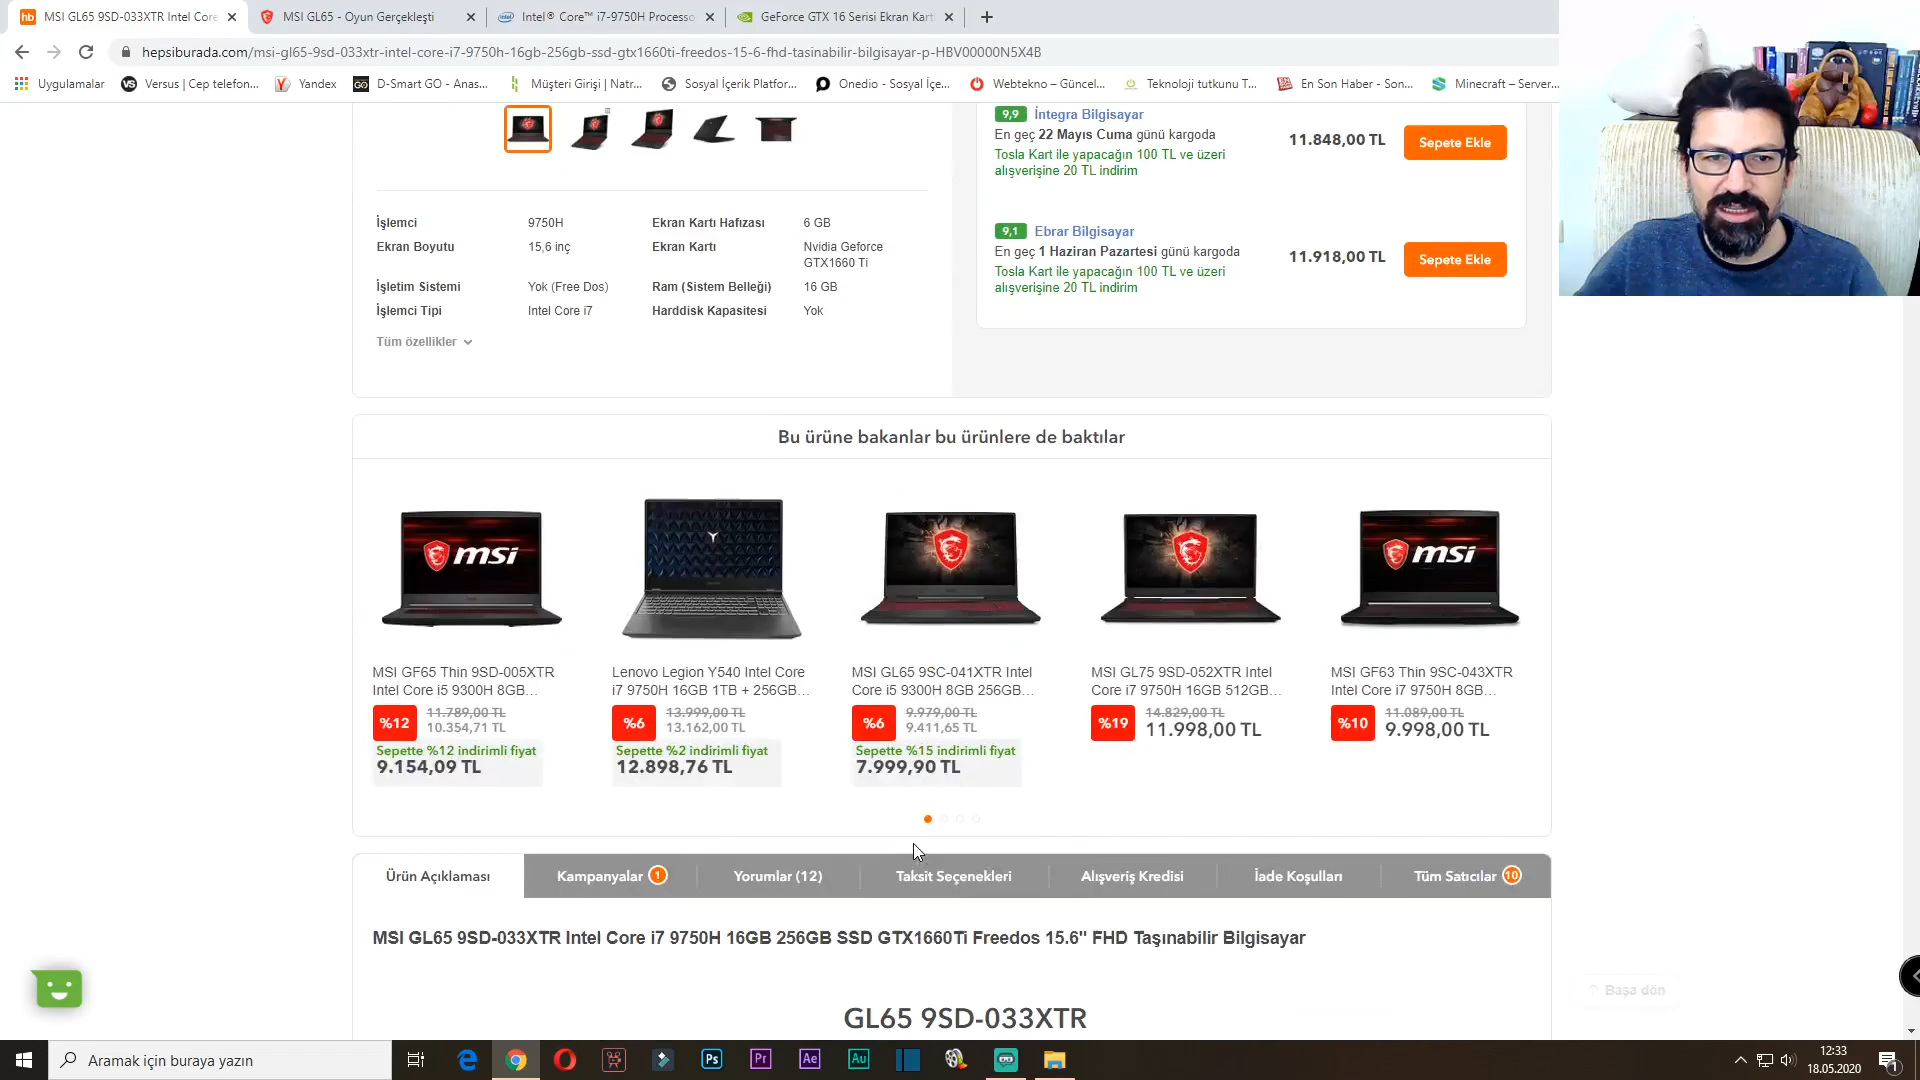 MSI GL65 9SD-033XTR Intel Core
MSI GL65 - Oyun Gerçekleşti
Intel® Core™ i7-9750H Processo
GeForce GTX 16 Serisi Ekran Kart
hepsiburada.com/msi-gl65-9sd-033xtr-intel-core-i7-9750h-16gb-256gb-ssd-gtx1660ti-freedos-15-6-fhd-tasinabilir-bilgisayar-p-HBV00000N5X4B
Uygulamalar
Versus | Cep telefon...
Yandex
D-Smart GO - Anas...
Müşteri Girişi | Natr...
Sosyal İçerik Platfor...
Onedio - Sosyal İçe...
Webtekno – Güncel...
Teknoloji tutkunu T...
En Son Haber - Son...
Minecraft – Server...
9,9 İntegra Bilgisayar
En geç 22 Mayıs Cuma günü kargoda
Tosla Kart ile yapacağın 100 TL ve üzeri
alışverişine 20 TL indirim
11.848,00 TL
Sepete Ekle
9,1 Ebrar Bilgisayar
En geç 1 Haziran Pazartesi günü kargoda
Tosla Kart ile yapacağın 100 TL ve üzeri
alışverişine 20 TL indirim
11.918,00 TL
Sepete Ekle
İşlemci 9750H Ekran Kartı Hafızası 6 GB
Ekran Boyutu 15,6 inç Ekran Kartı Nvidia Geforce
GTX1660 Ti
İşletim Sistemi Yok (Free Dos) Ram (Sistem Belleği) 16 GB
İşlemci Tipi Intel Core i7 Harddisk Kapasitesi Yok
Tüm özellikler
Bu ürüne bakanlar bu ürünlere de baktılar
msi
MSI GF65 Thin 9SD-005XTR
Intel Core i5 9300H 8GB...
%12
11.789,00 TL
10.354,71 TL
Sepette %12 indirimli fiyat
9.154,09 TL
Lenovo Legion Y540 Intel Core
i7 9750H 16GB 1TB + 256GB...
%6
13.999,00 TL
13.162,00 TL
Sepette %2 indirimli fiyat
12.898,76 TL
MSI GL65 9SC-041XTR Intel
Core i5 9300H 8GB 256GB...
%6
9.979,00 TL
9.411,65 TL
Sepette %15 indirimli fiyat
7.999,90 TL
MSI GL75 9SD-052XTR Intel
Core i7 9750H 16GB 512GB...
%19
14.829,00 TL
11.998,00 TL
msi
MSI GF63 Thin 9SC-043XTR
Intel Core i7 9750H 8GB...
%10
11.089,00 TL
9.998,00 TL
Ürün Açıklaması
Kampanyalar 1
Yorumlar (12)
Taksit Seçenekleri
Alışveriş Kredisi
İade Koşulları
Tüm Satıcılar 10
MSI GL65 9SD-033XTR Intel Core i7 9750H 16GB 256GB SSD GTX1660Ti Freedos 15.6" FHD Taşınabilir Bilgisayar
Başa dön
GL65 9SD-033XTR
Aramak için buraya yazın
Ps
Pr
Ae
Au
12:33
18.05.2020
1